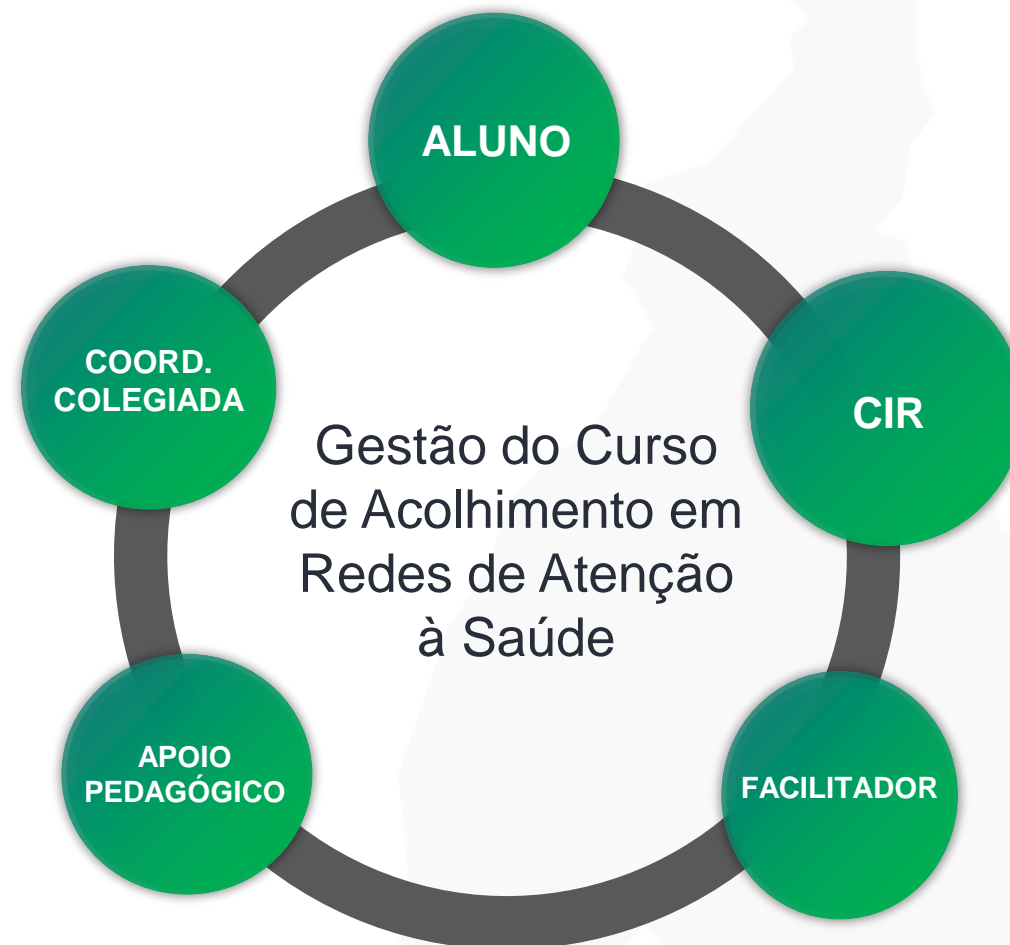 ALUNO
COORD.
COLEGIADA
CIR
Gestão do Curso
de Acolhimento em
Redes de Atenção
à Saúde
APOIO
PEDAGÓGICO
FACILITADOR